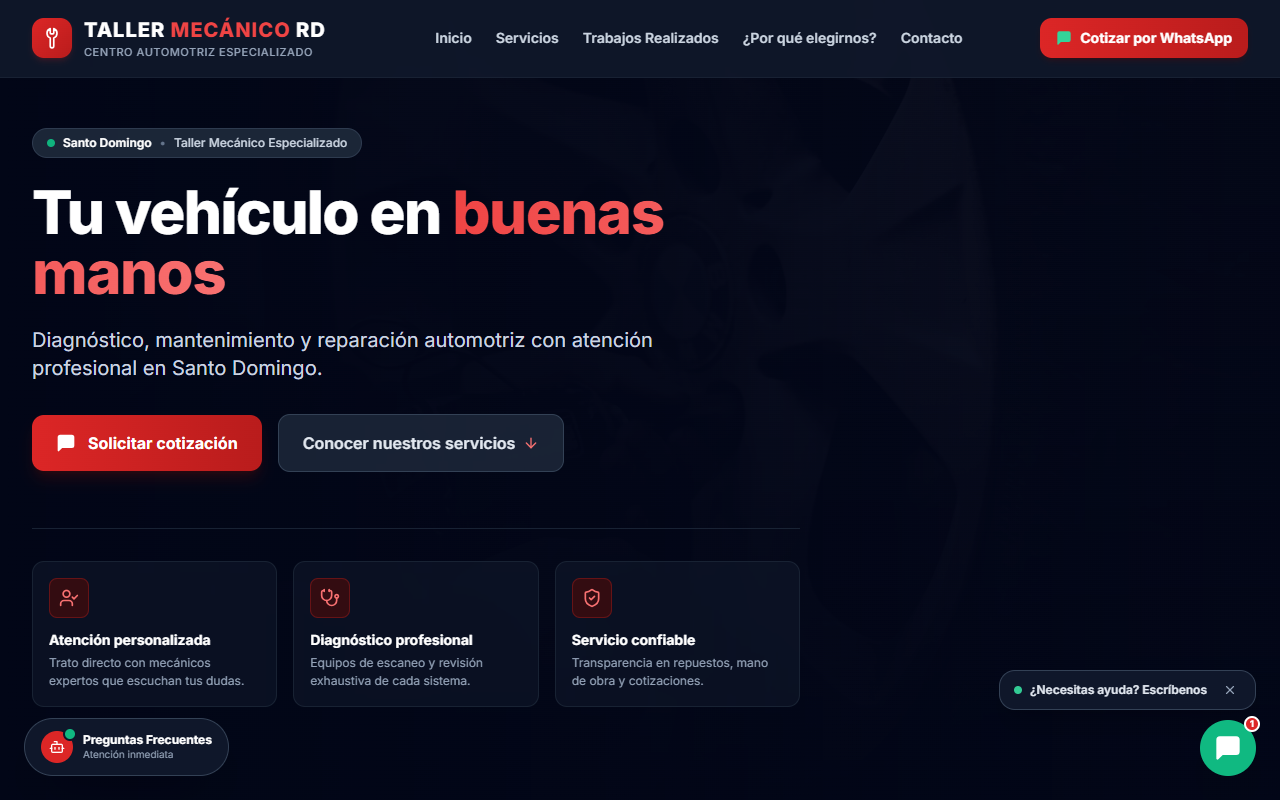 TALLER MECÁNICO RD
CENTRO AUTOMOTRIZ ESPECIALIZADO
Inicio
Servicios
Trabajos Realizados
¿Por qué elegirnos?
Contacto
Cotizar por WhatsApp
Santo Domingo • Taller Mecánico Especializado
Tu vehículo en buenas
manos
Diagnóstico, mantenimiento y reparación automotriz con atención
profesional en Santo Domingo.
Solicitar cotización
Conocer nuestros servicios
Atención personalizada
Trato directo con mecánicos
expertos que escuchan tus dudas.
Diagnóstico profesional
Equipos de escaneo y revisión
exhaustiva de cada sistema.
Servicio confiable
Transparencia en repuestos, mano
de obra y cotizaciones.
¿Necesitas ayuda? Escríbenos
Preguntas Frecuentes
Atención inmediata
1